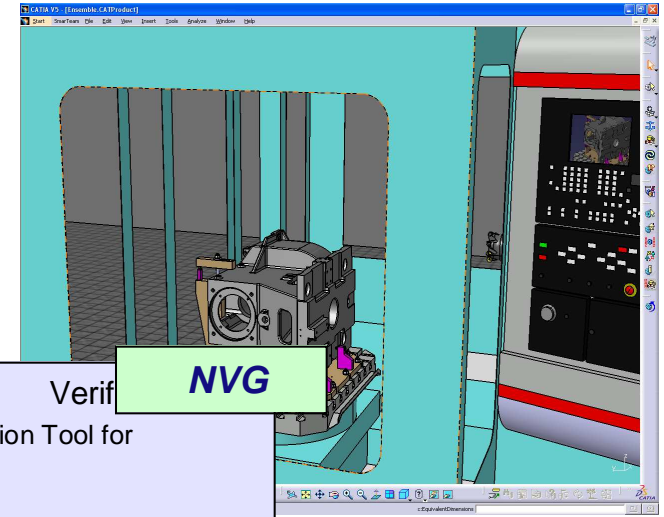 CATIA V5 - [Ensemble.CATProduct]
Start SmarTeam File Edit View Insert Tools Analyze Window Help
NVG
Verif
ion Tool for
c:EquivalentDimensions
CATIA